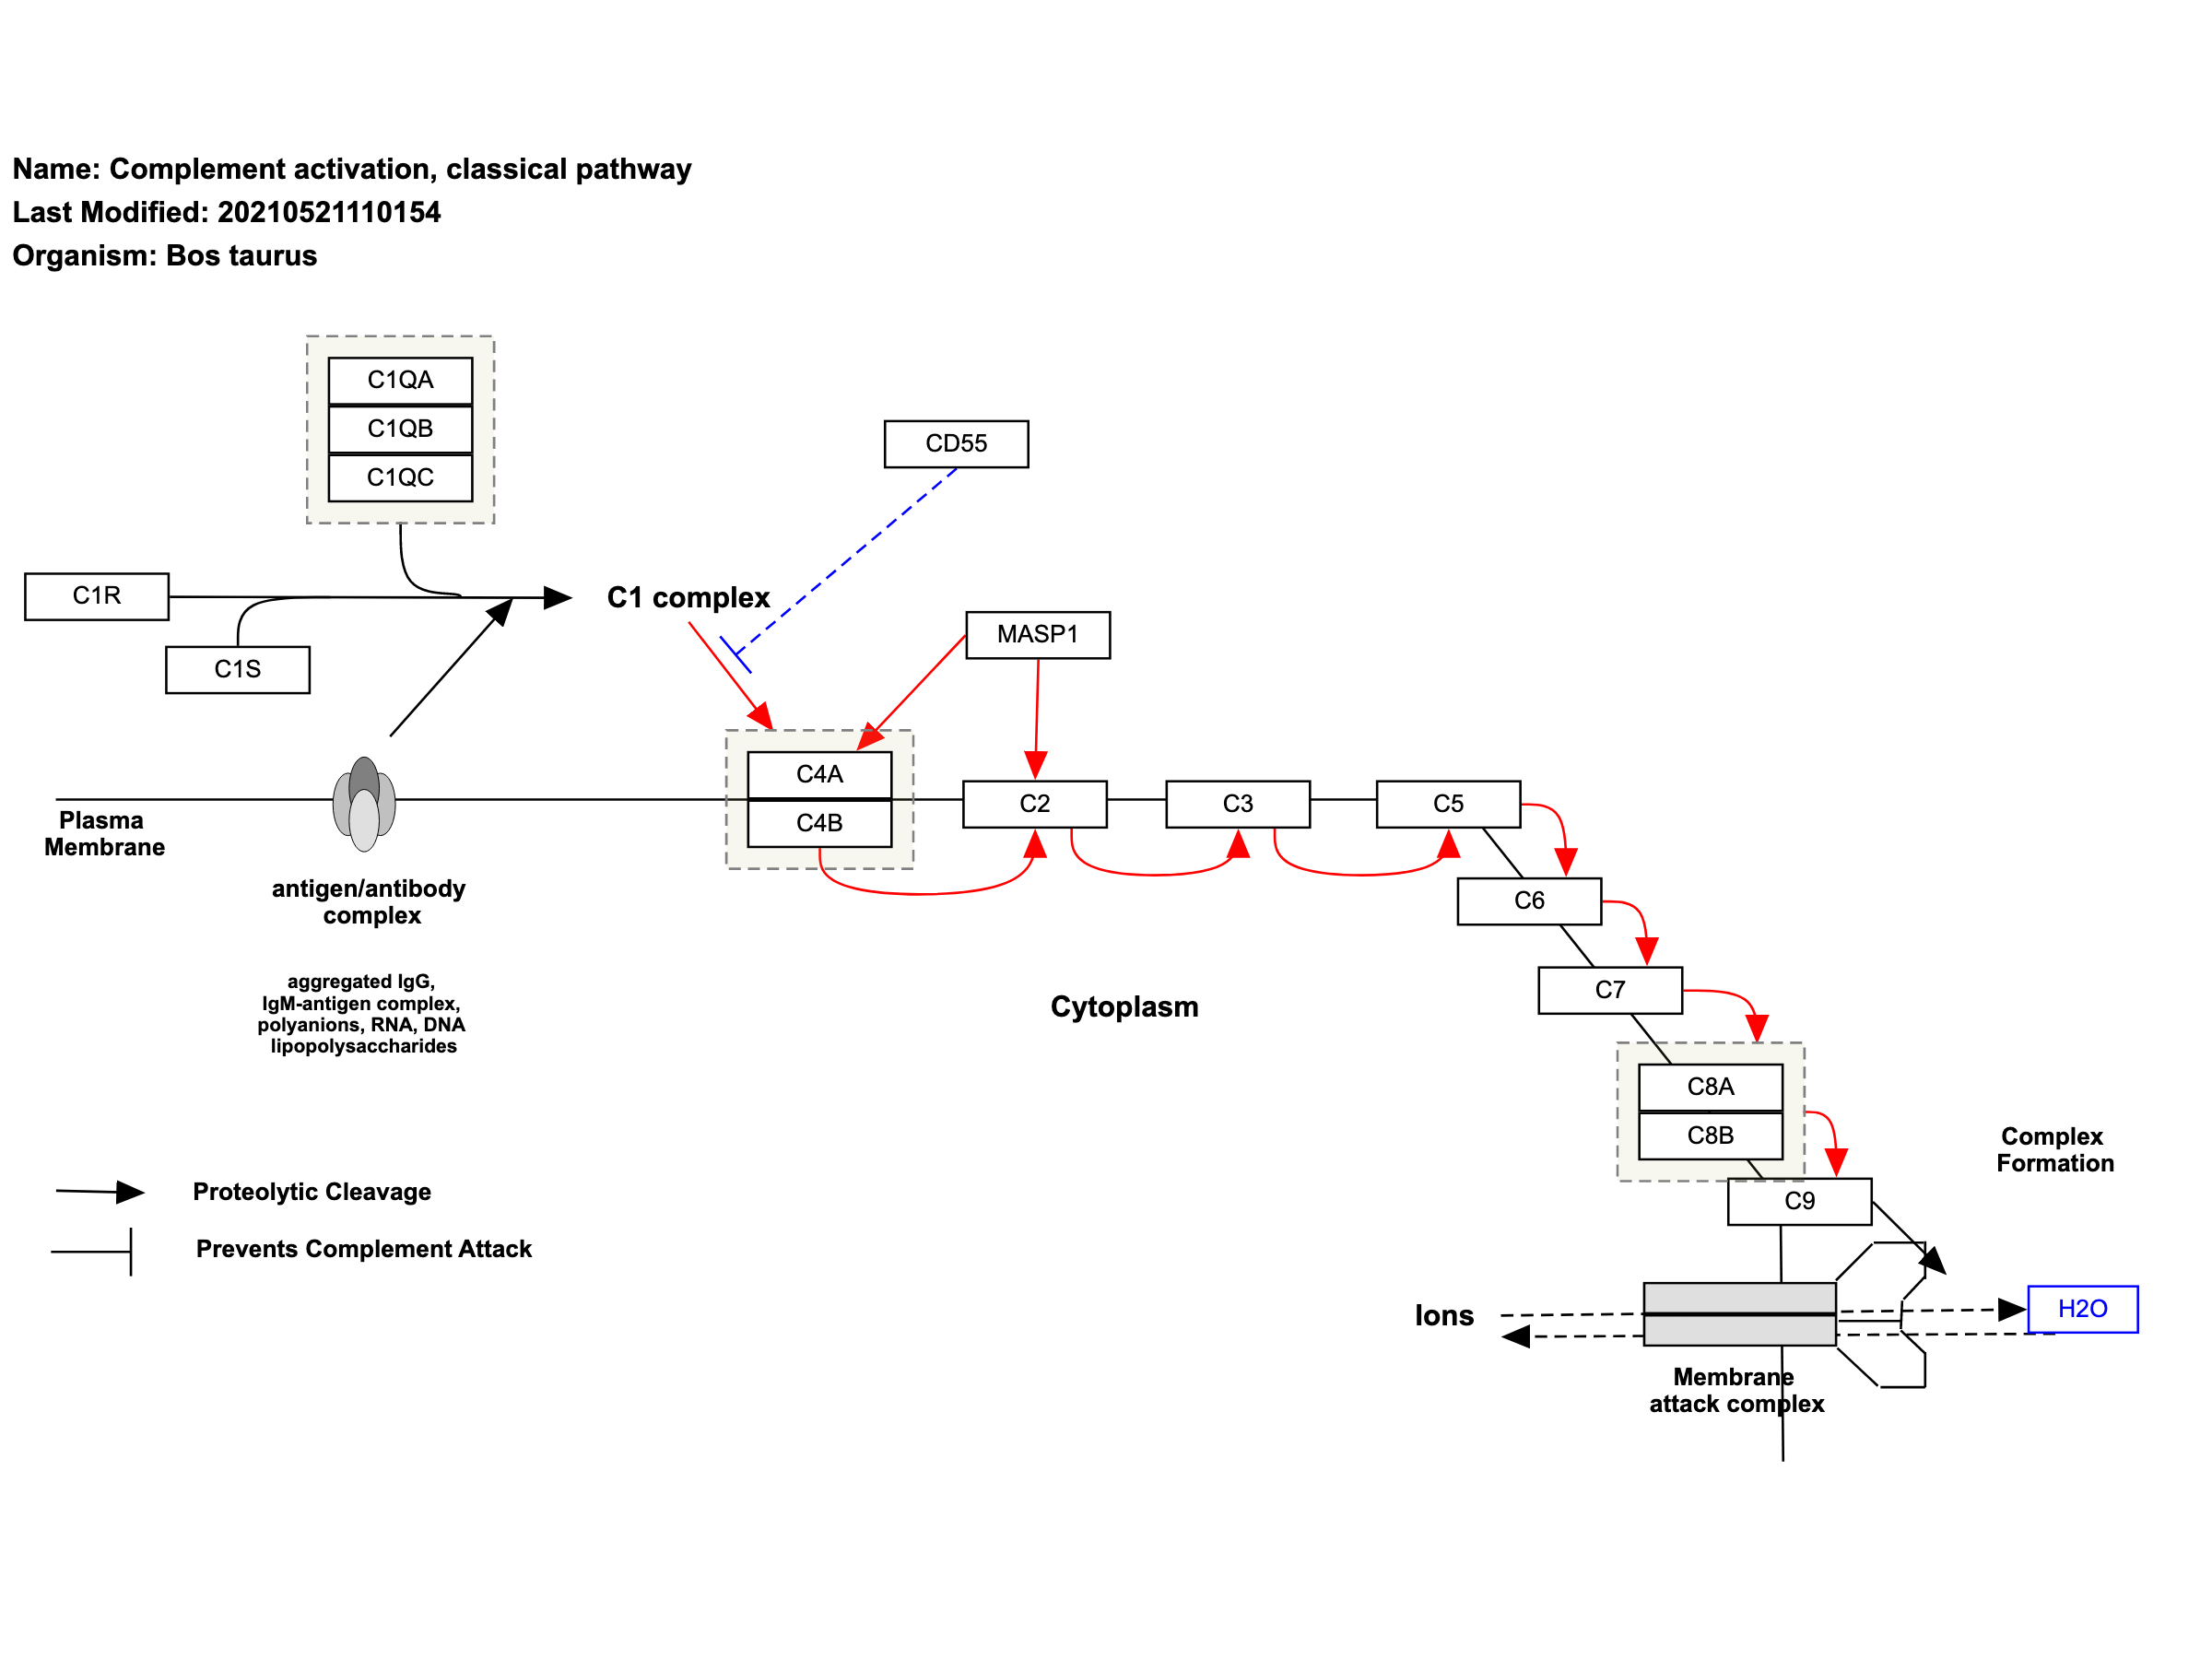 Name: Complement activation, classical pathway
Last Modified: 20210521110154
Organism: Bos taurus
C1QA
C1QB
C1QC
CD55
C1R
C1 complex
MASP1
C1S
C4A
C4B
C2
C3
C5
Plasma
Membrane
antigen/antibody
complex
C6
aggregated IgG,
IgM-antigen complex,
polyanions, RNA, DNA
lipopolysaccharides
Cytoplasm
C7
C8A
C8B
Complex
Formation
Proteolytic Cleavage
C9
Prevents Complement Attack
Ions
H2O
Membrane
attack complex